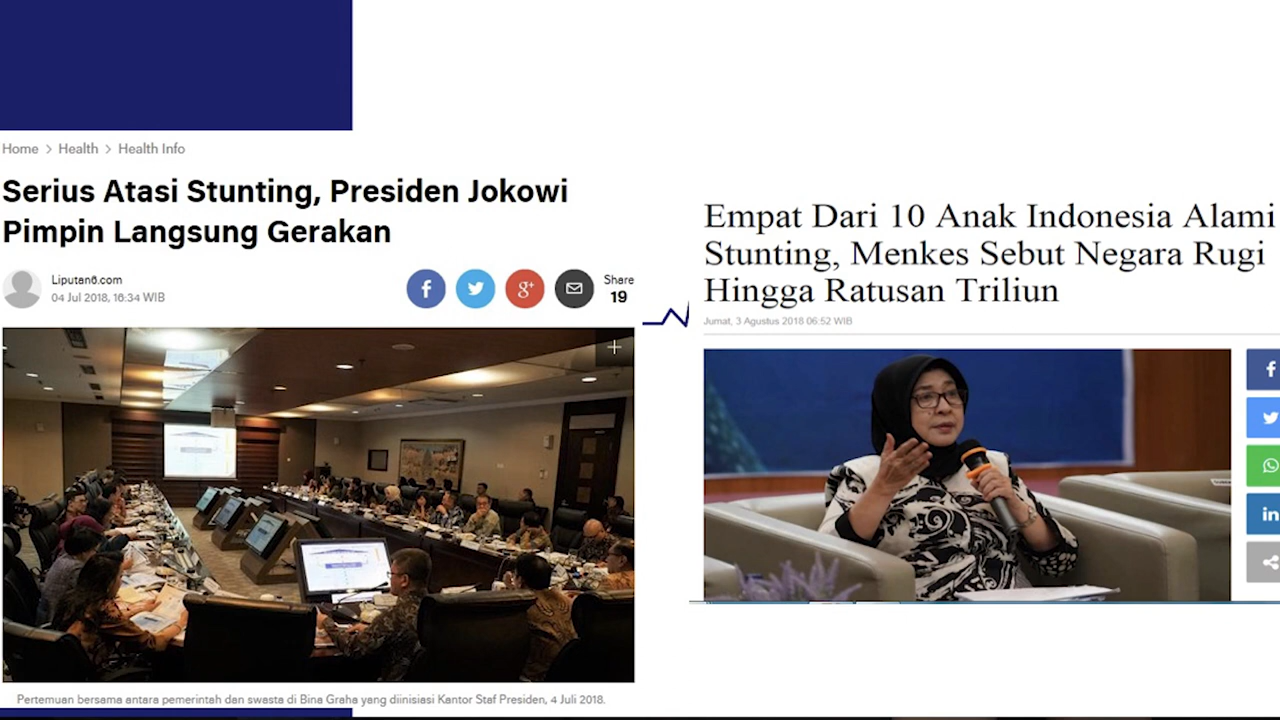 Home > Health > Health Info
Serius Atasi Stunting, Presiden Jokowi
Pimpin Langsung Gerakan
Liputan6.com
04 Jul 2018, 16:34 WIB
Share
19
Pertemuan bersama antara pemerintah dan swasta di Bina Graha yang diinisiasi Kantor Staf Presiden, 4 Juli 2018.
Empat Dari 10 Anak Indonesia Alami
Stunting, Menkes Sebut Negara Rugi
Hingga Ratusan Triliun
Jumat, 3 Agustus 2018 06:52 WIB